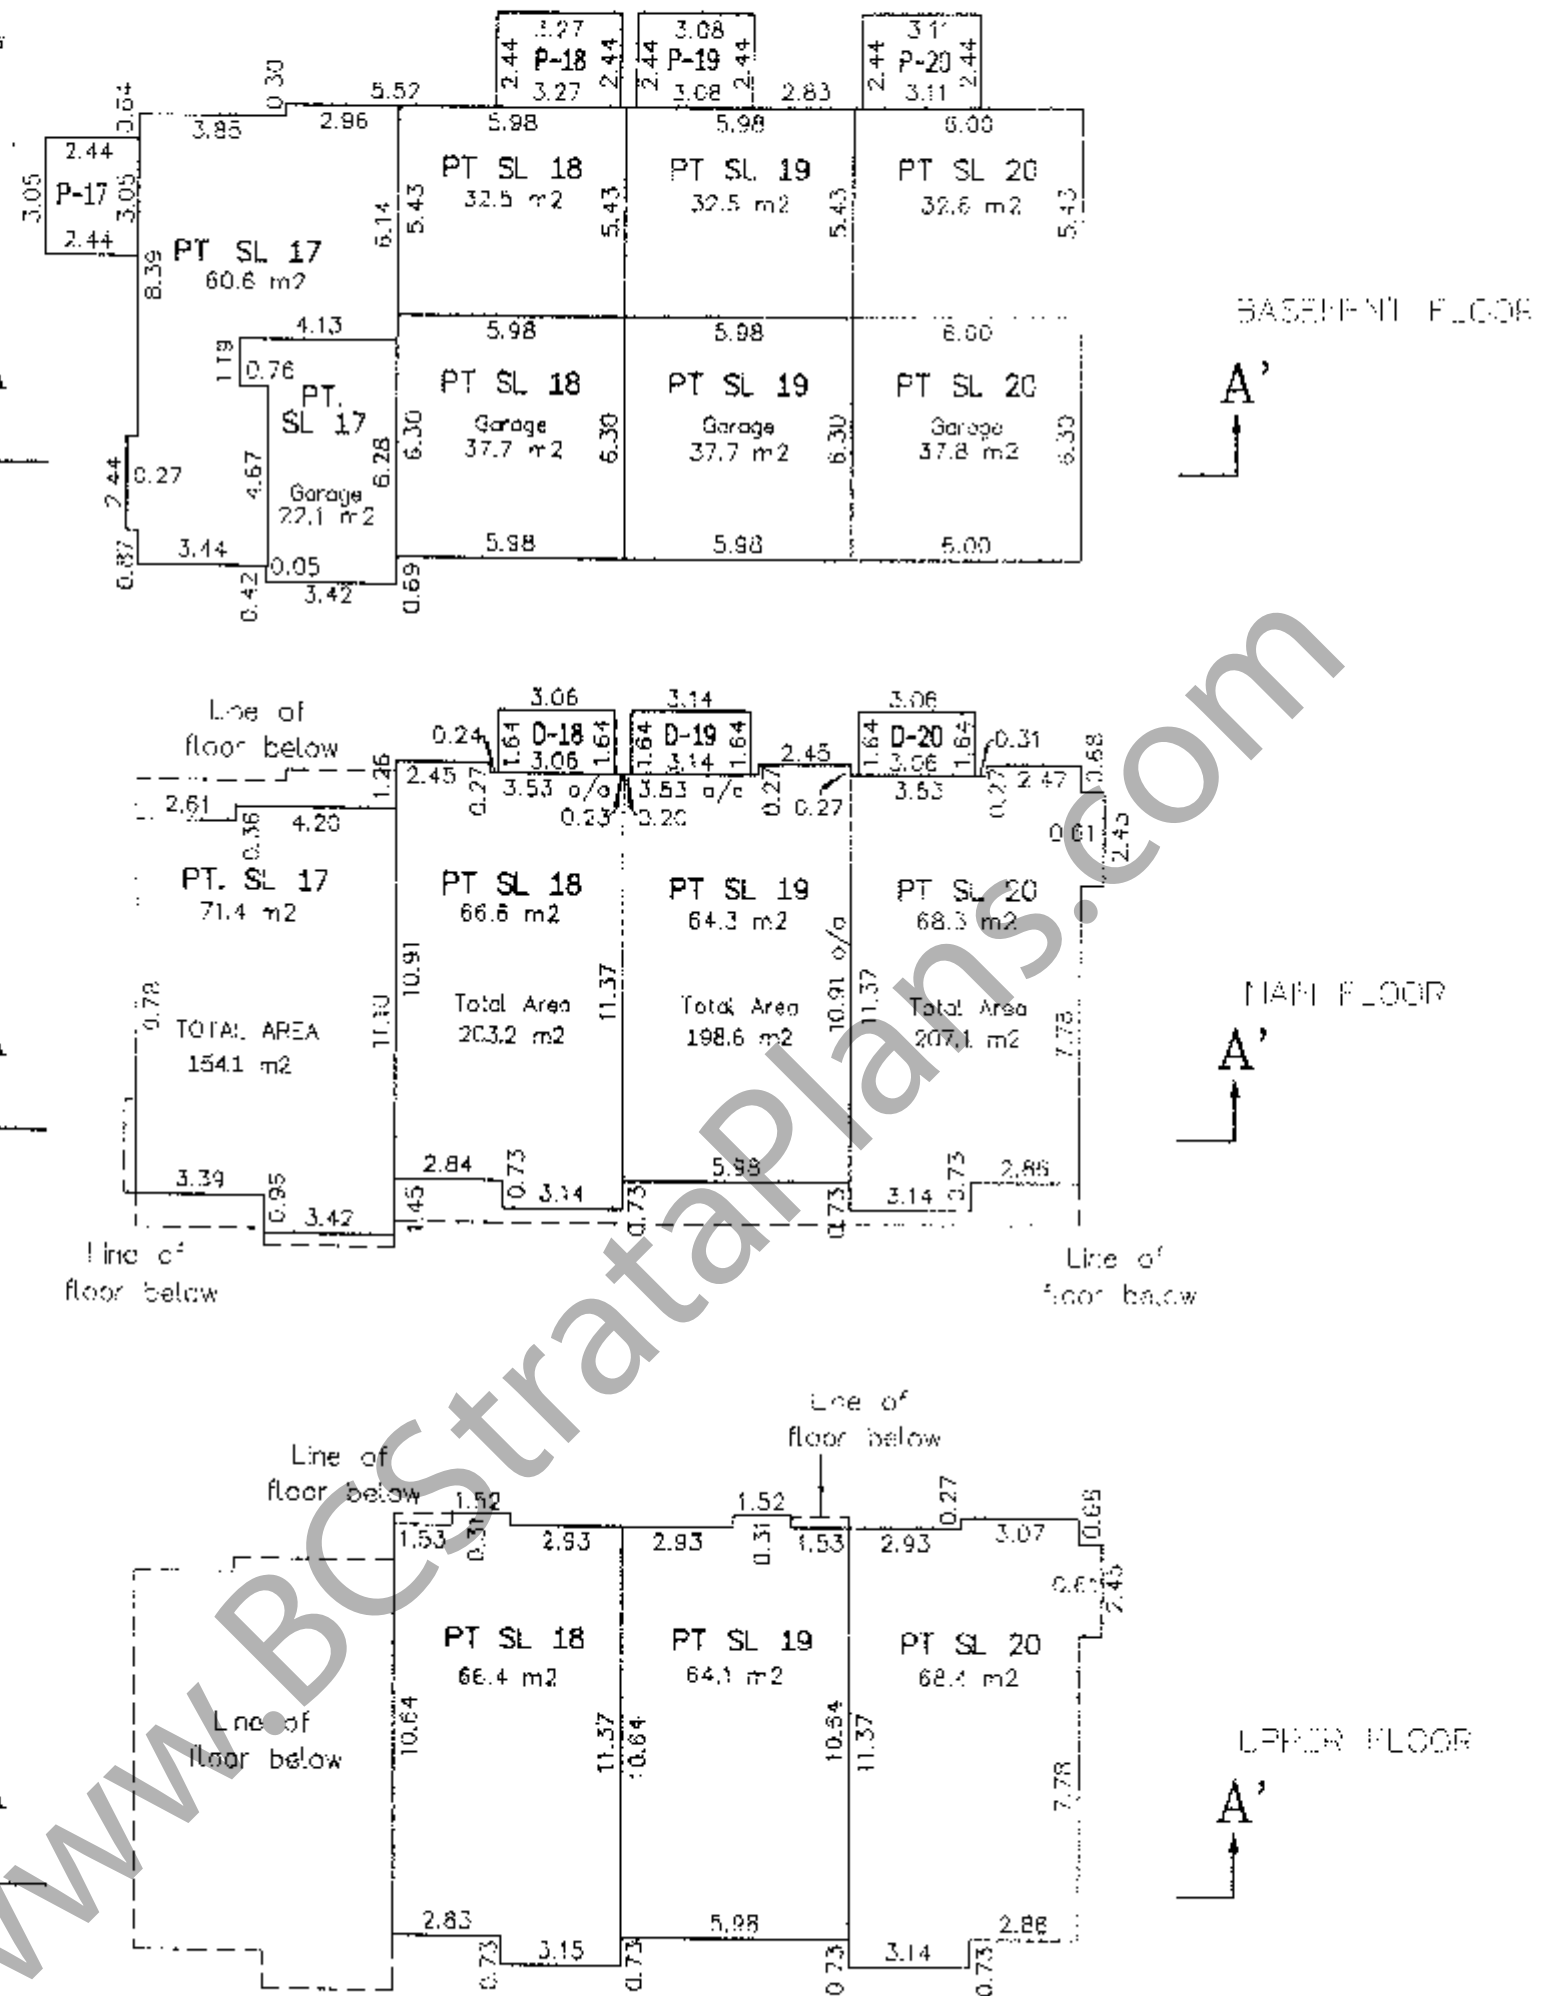 3.27 3.08 3.11
2.44 P-18 2.44 2.44 P-19 2.44 2.44 P-20 2.44
3.27 3.08 3.11
0.30 5.52 2.83
3.85 2.96 5.98 5.98 6.00
2.44
3.05 P-17 3.05
2.44
PT SL 18 PT SL 19 PT SL 20
32.5 m2 32.5 m2 32.6 m2
6.14 5.43 5.43 5.43 5.43
PT SL 17
60.6 m2
8.39
BASEMENT FLOOR
4.13 5.98 5.98 6.00
1.19 0.76
PT. SL 17
PT SL 18 PT SL 19 PT SL 20
Garage Garage Garage
37.7 m2 37.7 m2 37.8 m2
A'
6.28 6.30 6.30 6.30 6.30
2.44 0.27 4.67
Garage
22.1 m2
3.44 5.98 5.98 6.00
0.87 0.05
0.42 3.42 0.69
3.06 3.14 3.06
Line of
floor below
0.24 1.64 D-18 1.64 1.64 D-19 1.64 1.64 D-20 1.64 0.31
3.06 3.14 2.45 3.06
1.26 2.45 0.27 3.53 a/a 3.53 a/c 0.27 0.27 3.53 0.27 2.47 0.68
2.61 4.20 0.23 0.20
0.36 0.61 2.45
PT. SL 17 PT SL 18 PT SL 19 PT SL 20
71.4 m2 66.6 m2 64.3 m2 68.3 m2
10.91 10.91 a/a
11.10 11.37 11.37 7.78
TOTAL AREA Total Area Total Area Total Area
154.1 m2 203.2 m2 198.6 m2 207.1 m2
MAIN FLOOR
A'
3.39 2.84 0.73 5.98 0.73 2.86
0.95 3.42 1.45 3.14 0.73 0.73 3.14
Line of
floor below
Line of
floor below
Line of
floor below
Line of
floor below
1.52 1.52 0.27
1.53 0.31 2.93 2.93 0.31 1.53 2.93 3.07 0.68
2.45
PT SL 18 PT SL 19 PT SL 20
66.4 m2 64.1 m2 68.4 m2
Line of
floor below
10.64 11.37 10.64 10.64 11.37 7.78
UPPER FLOOR
A'
2.83 5.98 2.86
0.73 3.15 0.73 0.73 3.14 0.73
www.BCStrataPlans.com